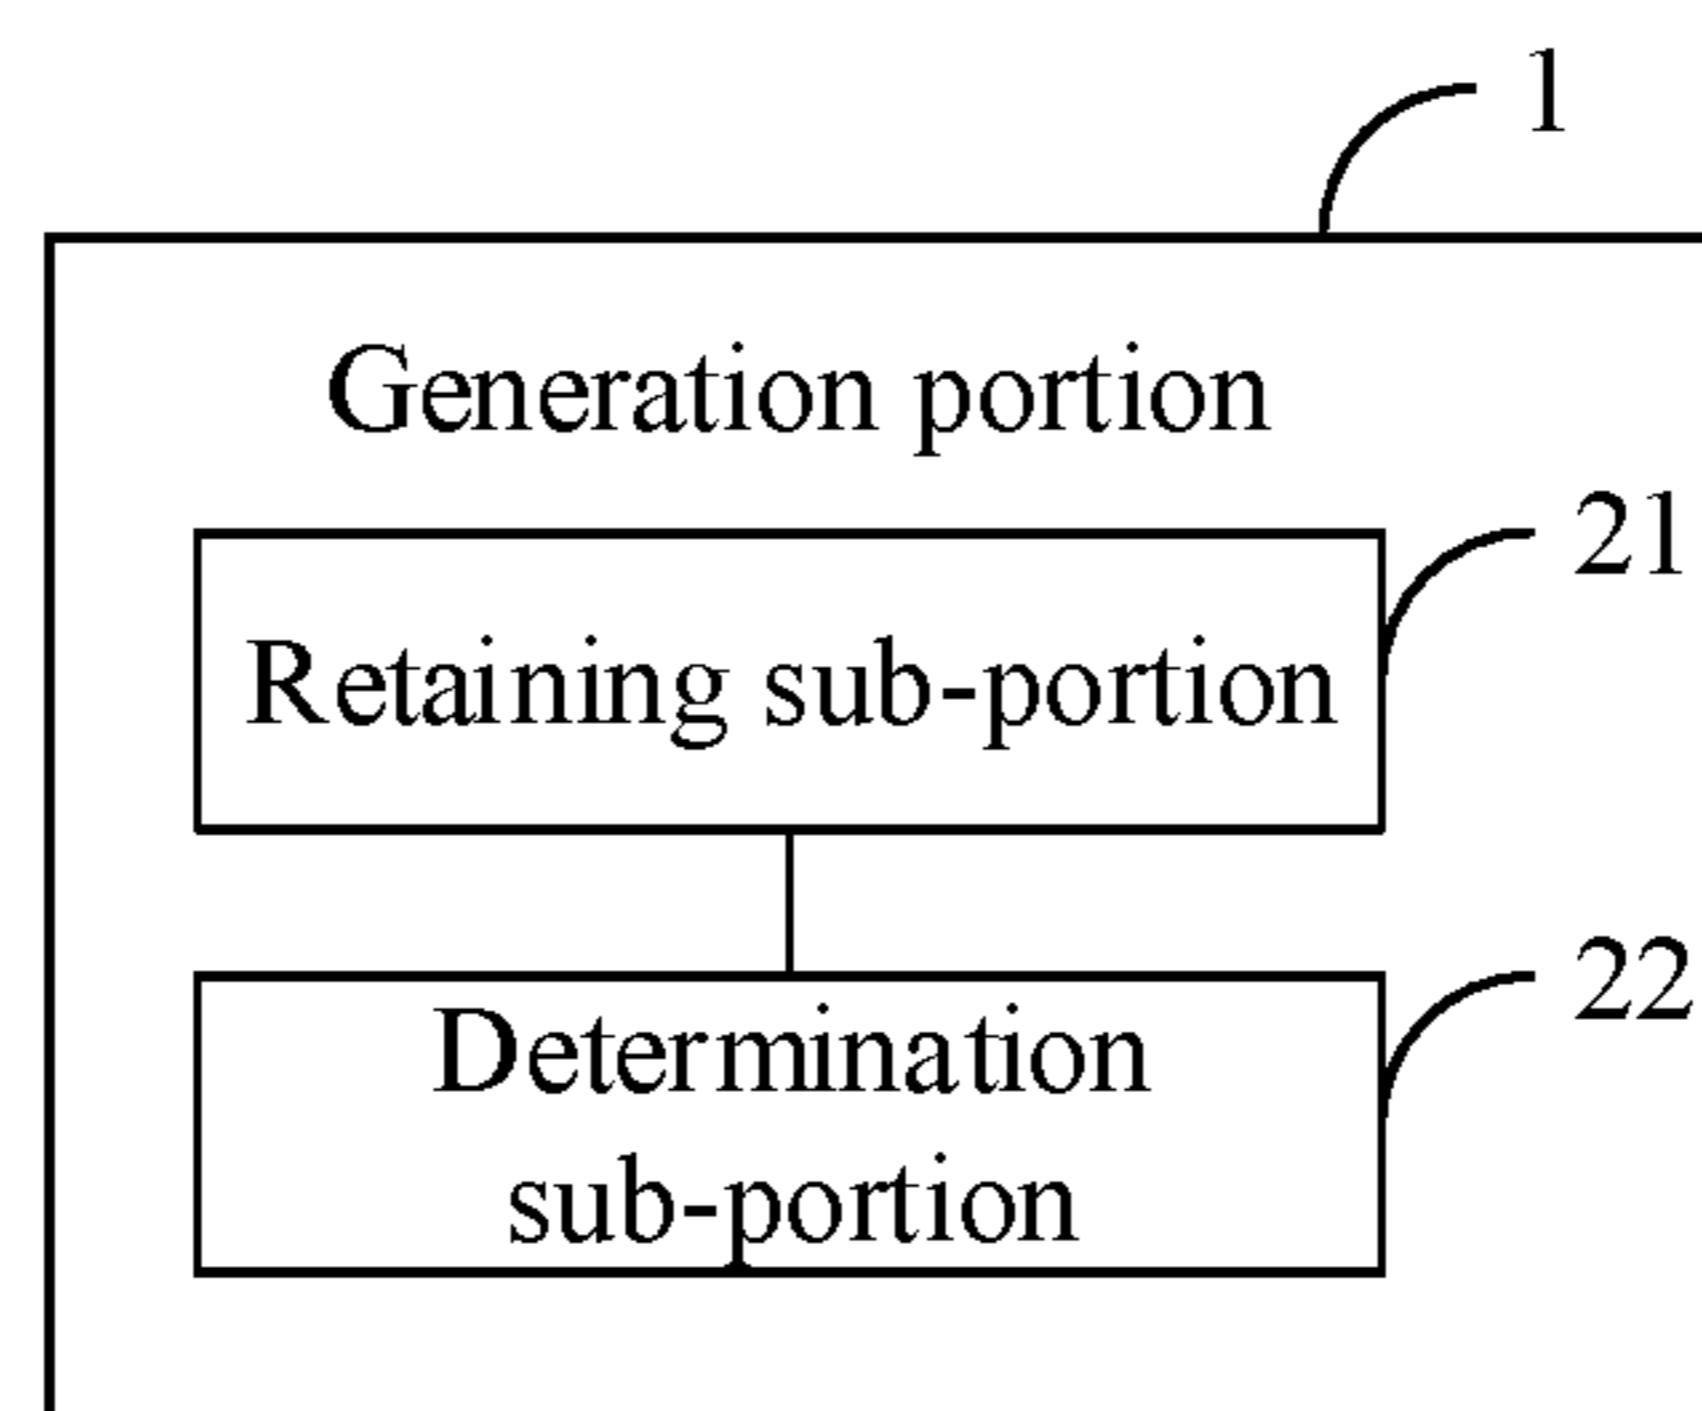 1
Generation portion
21
Retaining sub-portion
22
Determination
sub-portion